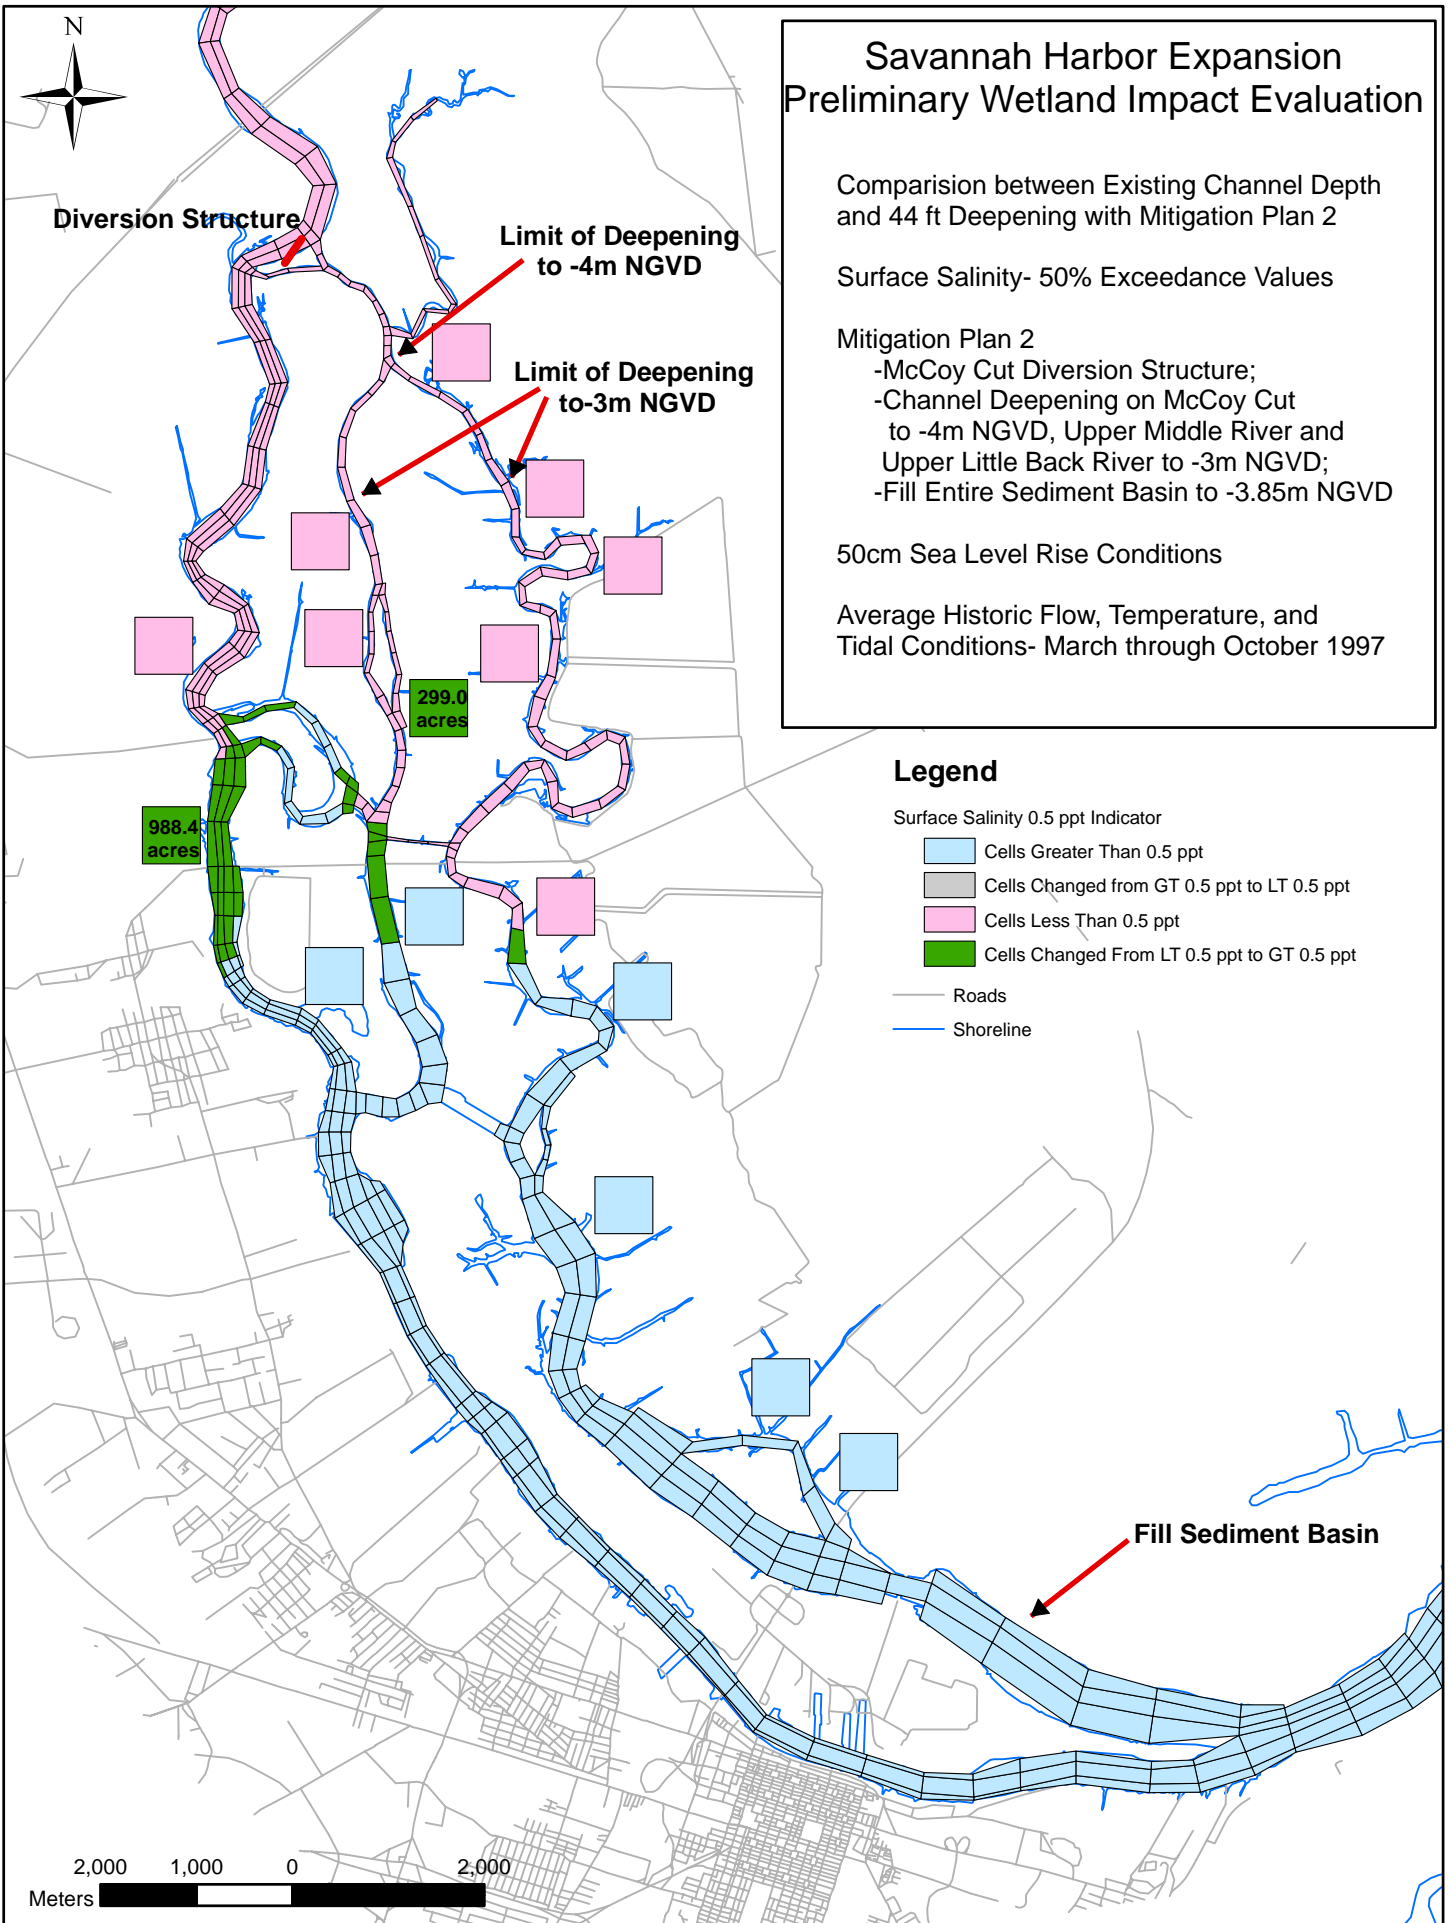 N
Savannah Harbor Expansion
Preliminary Wetland Impact Evaluation
Comparision between Existing Channel Depth
and 44 ft Deepening with Mitigation Plan 2
Surface Salinity- 50% Exceedance Values
Mitigation Plan 2
-McCoy Cut Diversion Structure;
-Channel Deepening on McCoy Cut
to -4m NGVD, Upper Middle River and
Upper Little Back River to -3m NGVD;
-Fill Entire Sediment Basin to -3.85m NGVD
50cm Sea Level Rise Conditions
Average Historic Flow, Temperature, and
Tidal Conditions- March through October 1997
Diversion Structure
Limit of Deepening
to -4m NGVD
Limit of Deepening
to-3m NGVD
299.0
acres
988.4
acres
Legend
Surface Salinity 0.5 ppt Indicator
Cells Greater Than 0.5 ppt
Cells Changed from GT 0.5 ppt to LT 0.5 ppt
Cells Less Than 0.5 ppt
Cells Changed From LT 0.5 ppt to GT 0.5 ppt
Roads
Shoreline
Fill Sediment Basin
2,000 1,000 0 2,000
Meters